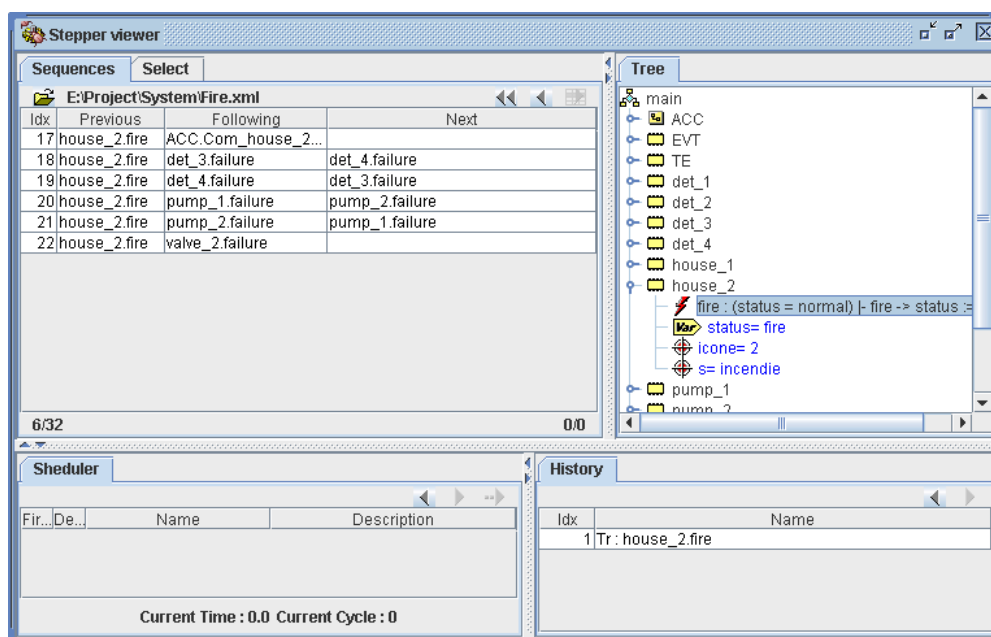 Stepper viewer
Sequences Select
E:\Project\System\Fire.xml
Idx Previous Following Next
17 house_2.fire ACC.Com_house_2...
18 house_2.fire det_3.failure det_4.failure
19 house_2.fire det_4.failure det_3.failure
20 house_2.fire pump_1.failure pump_2.failure
21 house_2.fire pump_2.failure pump_1.failure
22 house_2.fire valve_2.failure
6/32 0/0
Tree
main
ACC
EVT
TE
det_1
det_2
det_3
det_4
house_1
house_2
fire : (status = normal) |- fire -> status :=
Var status= fire
icone= 2
s= incendie
pump_1
pump_2
Sheduler
Fir... De... Name Description
Current Time : 0.0 Current Cycle : 0
History
Idx Name
1 Tr : house_2.fire